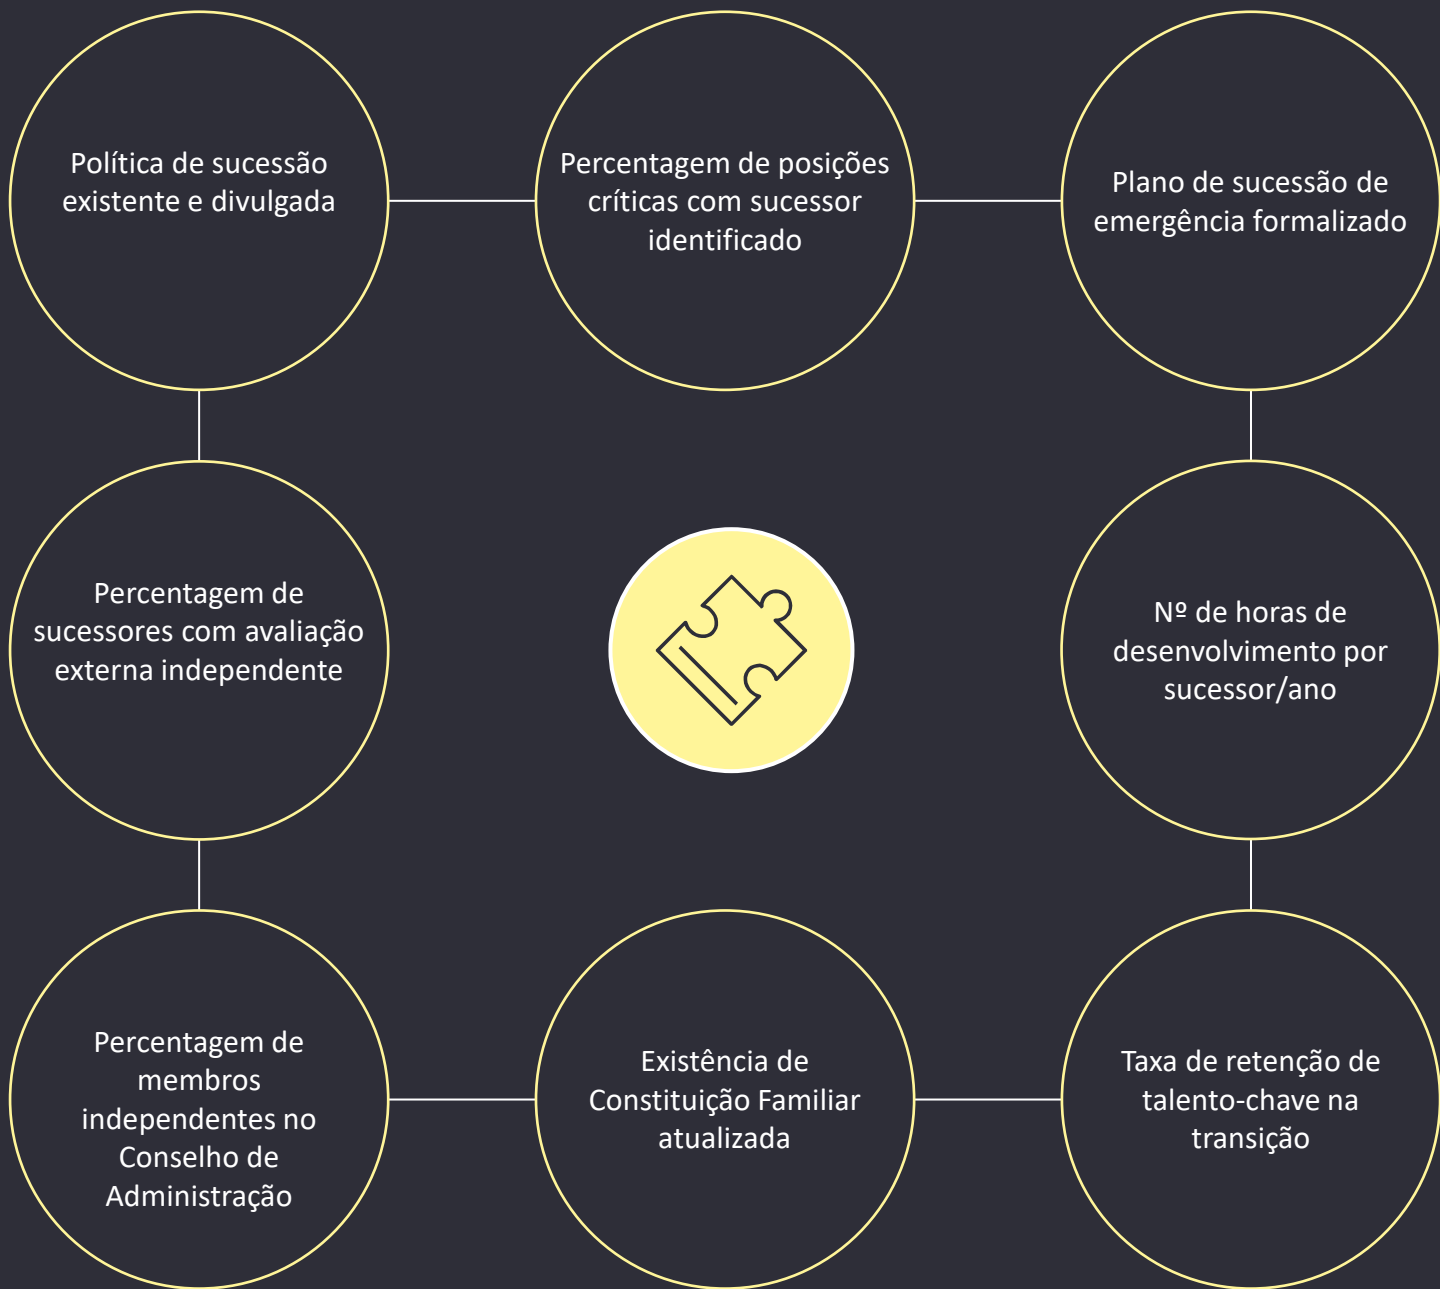 Política de sucessão
existente e divulgada
Percentagem de posições
críticas com sucessor
identificado
Plano de sucessão de
emergência formalizado
Percentagem de
sucessores com avaliação
externa independente
Nº de horas de
desenvolvimento por
sucessor/ano
Percentagem de
membros
independentes no
Conselho de
Administração
Existência de
Constituição Familiar
atualizada
Taxa de retenção de
talento-chave na
transição